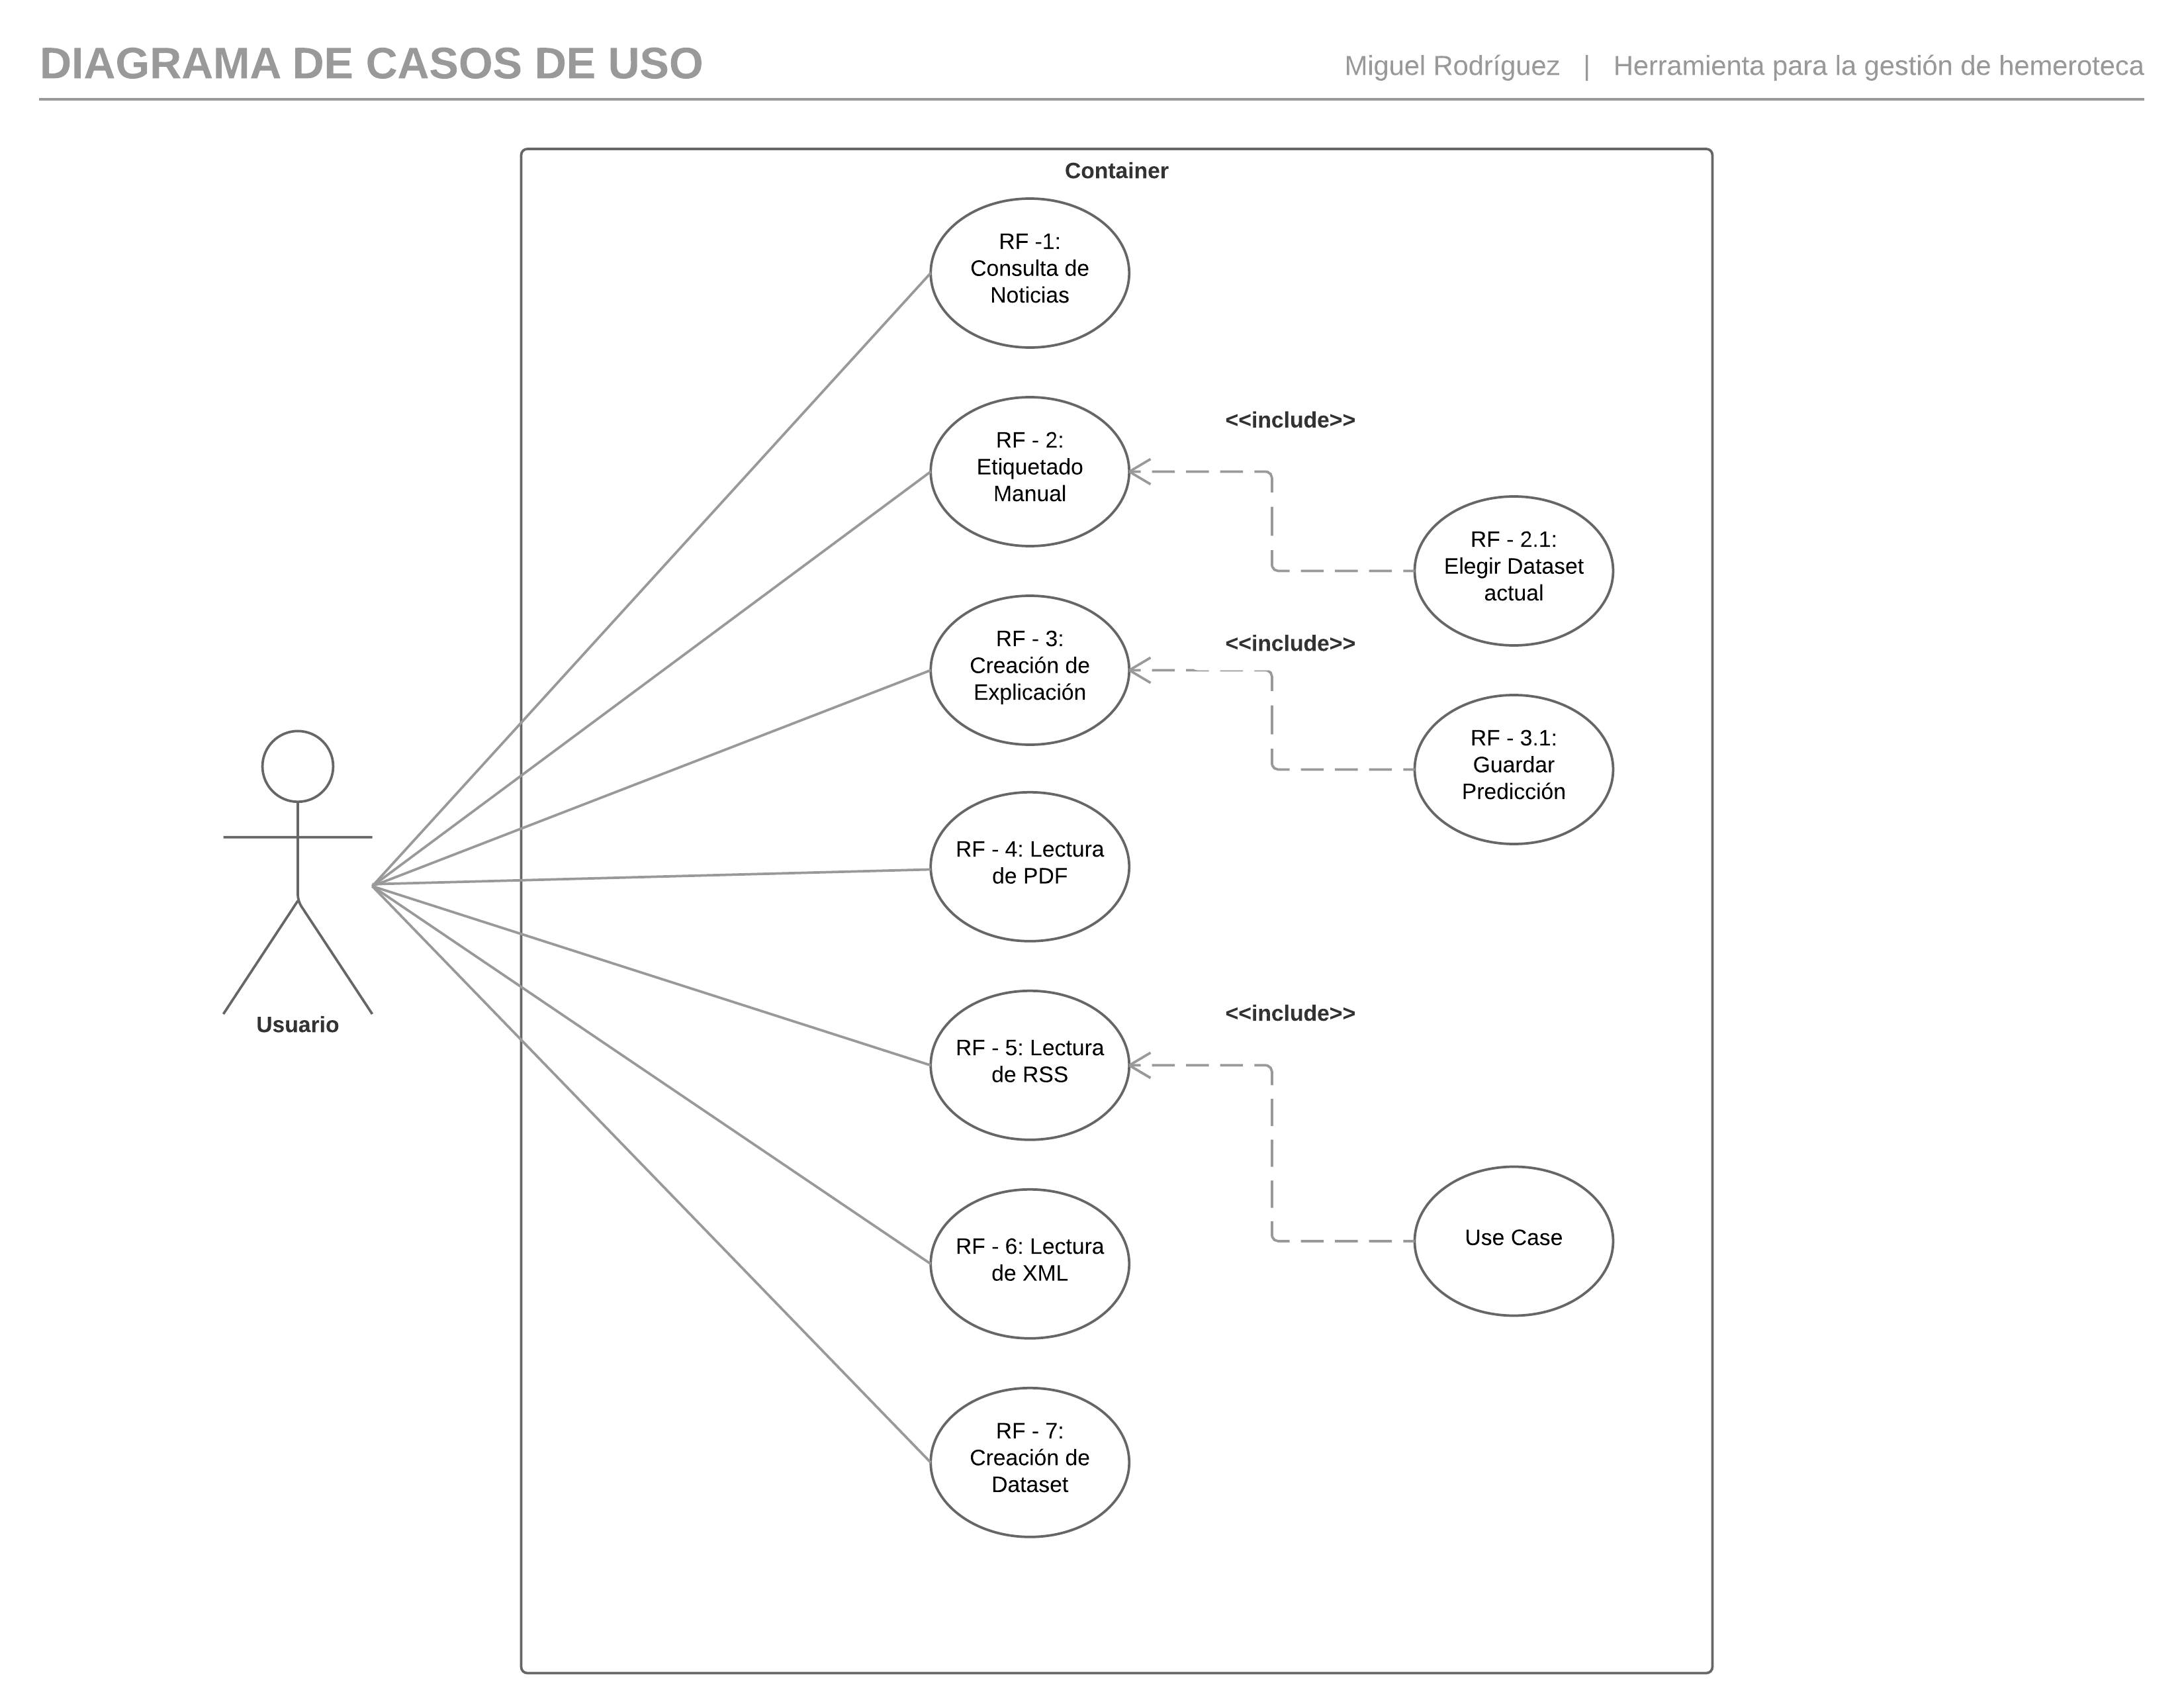 DIAGRAMA DE CASOS DE USO
Miguel Rodríguez | Herramienta para la gestión de hemeroteca
Container
RF -1:
Consulta de
Noticias
RF - 2:
Etiquetado
Manual
<<include>>
RF - 2.1:
Elegir Dataset
actual
RF - 3:
Creación de
Explicación
<<include>>
RF - 3.1:
Guardar
Predicción
RF - 4: Lectura
de PDF
Usuario
RF - 5: Lectura
de RSS
<<include>>
Use Case
RF - 6: Lectura
de XML
RF - 7:
Creación de
Dataset